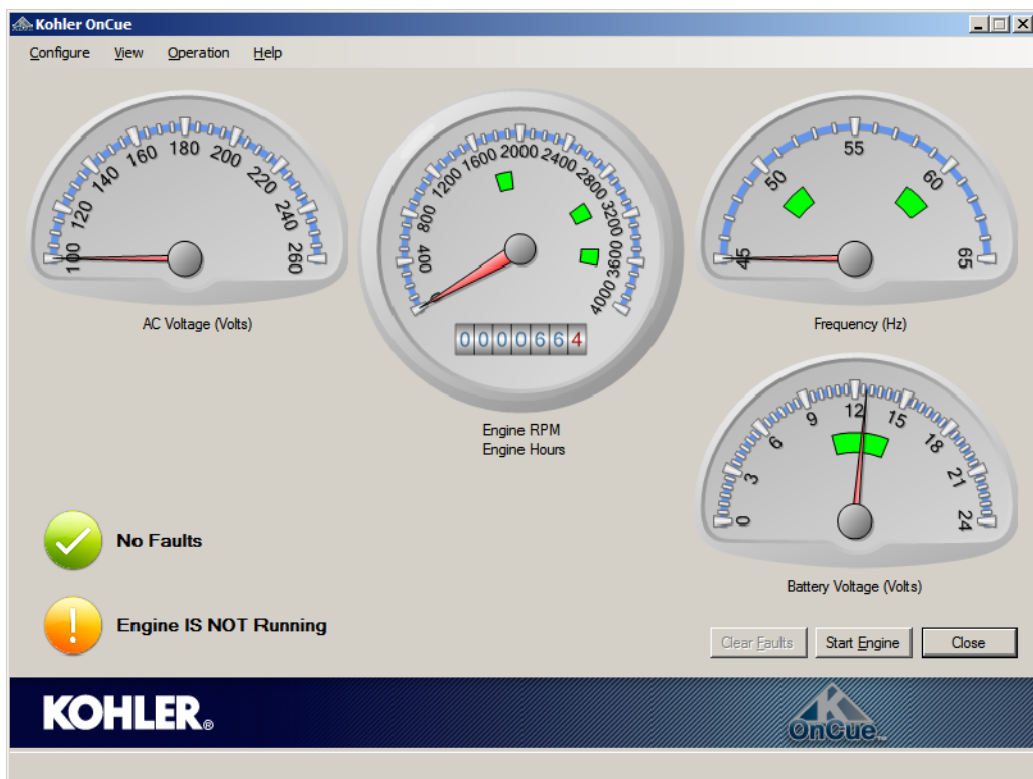 Kohler OnCue
Configure View Operation Help
100 120 140 160 180 200 220 240 260
AC Voltage (Volts)
0 400 800 1200 1600 2000 2400 2800 3200 3600 4000
0000664
Engine RPM
Engine Hours
45 50 55 60 65
Frequency (Hz)
0 3 6 9 12 15 18 21 24
Battery Voltage (Volts)
No Faults
Engine IS NOT Running
Clear Faults Start Engine Close
KOHLER®
K
OnCue™